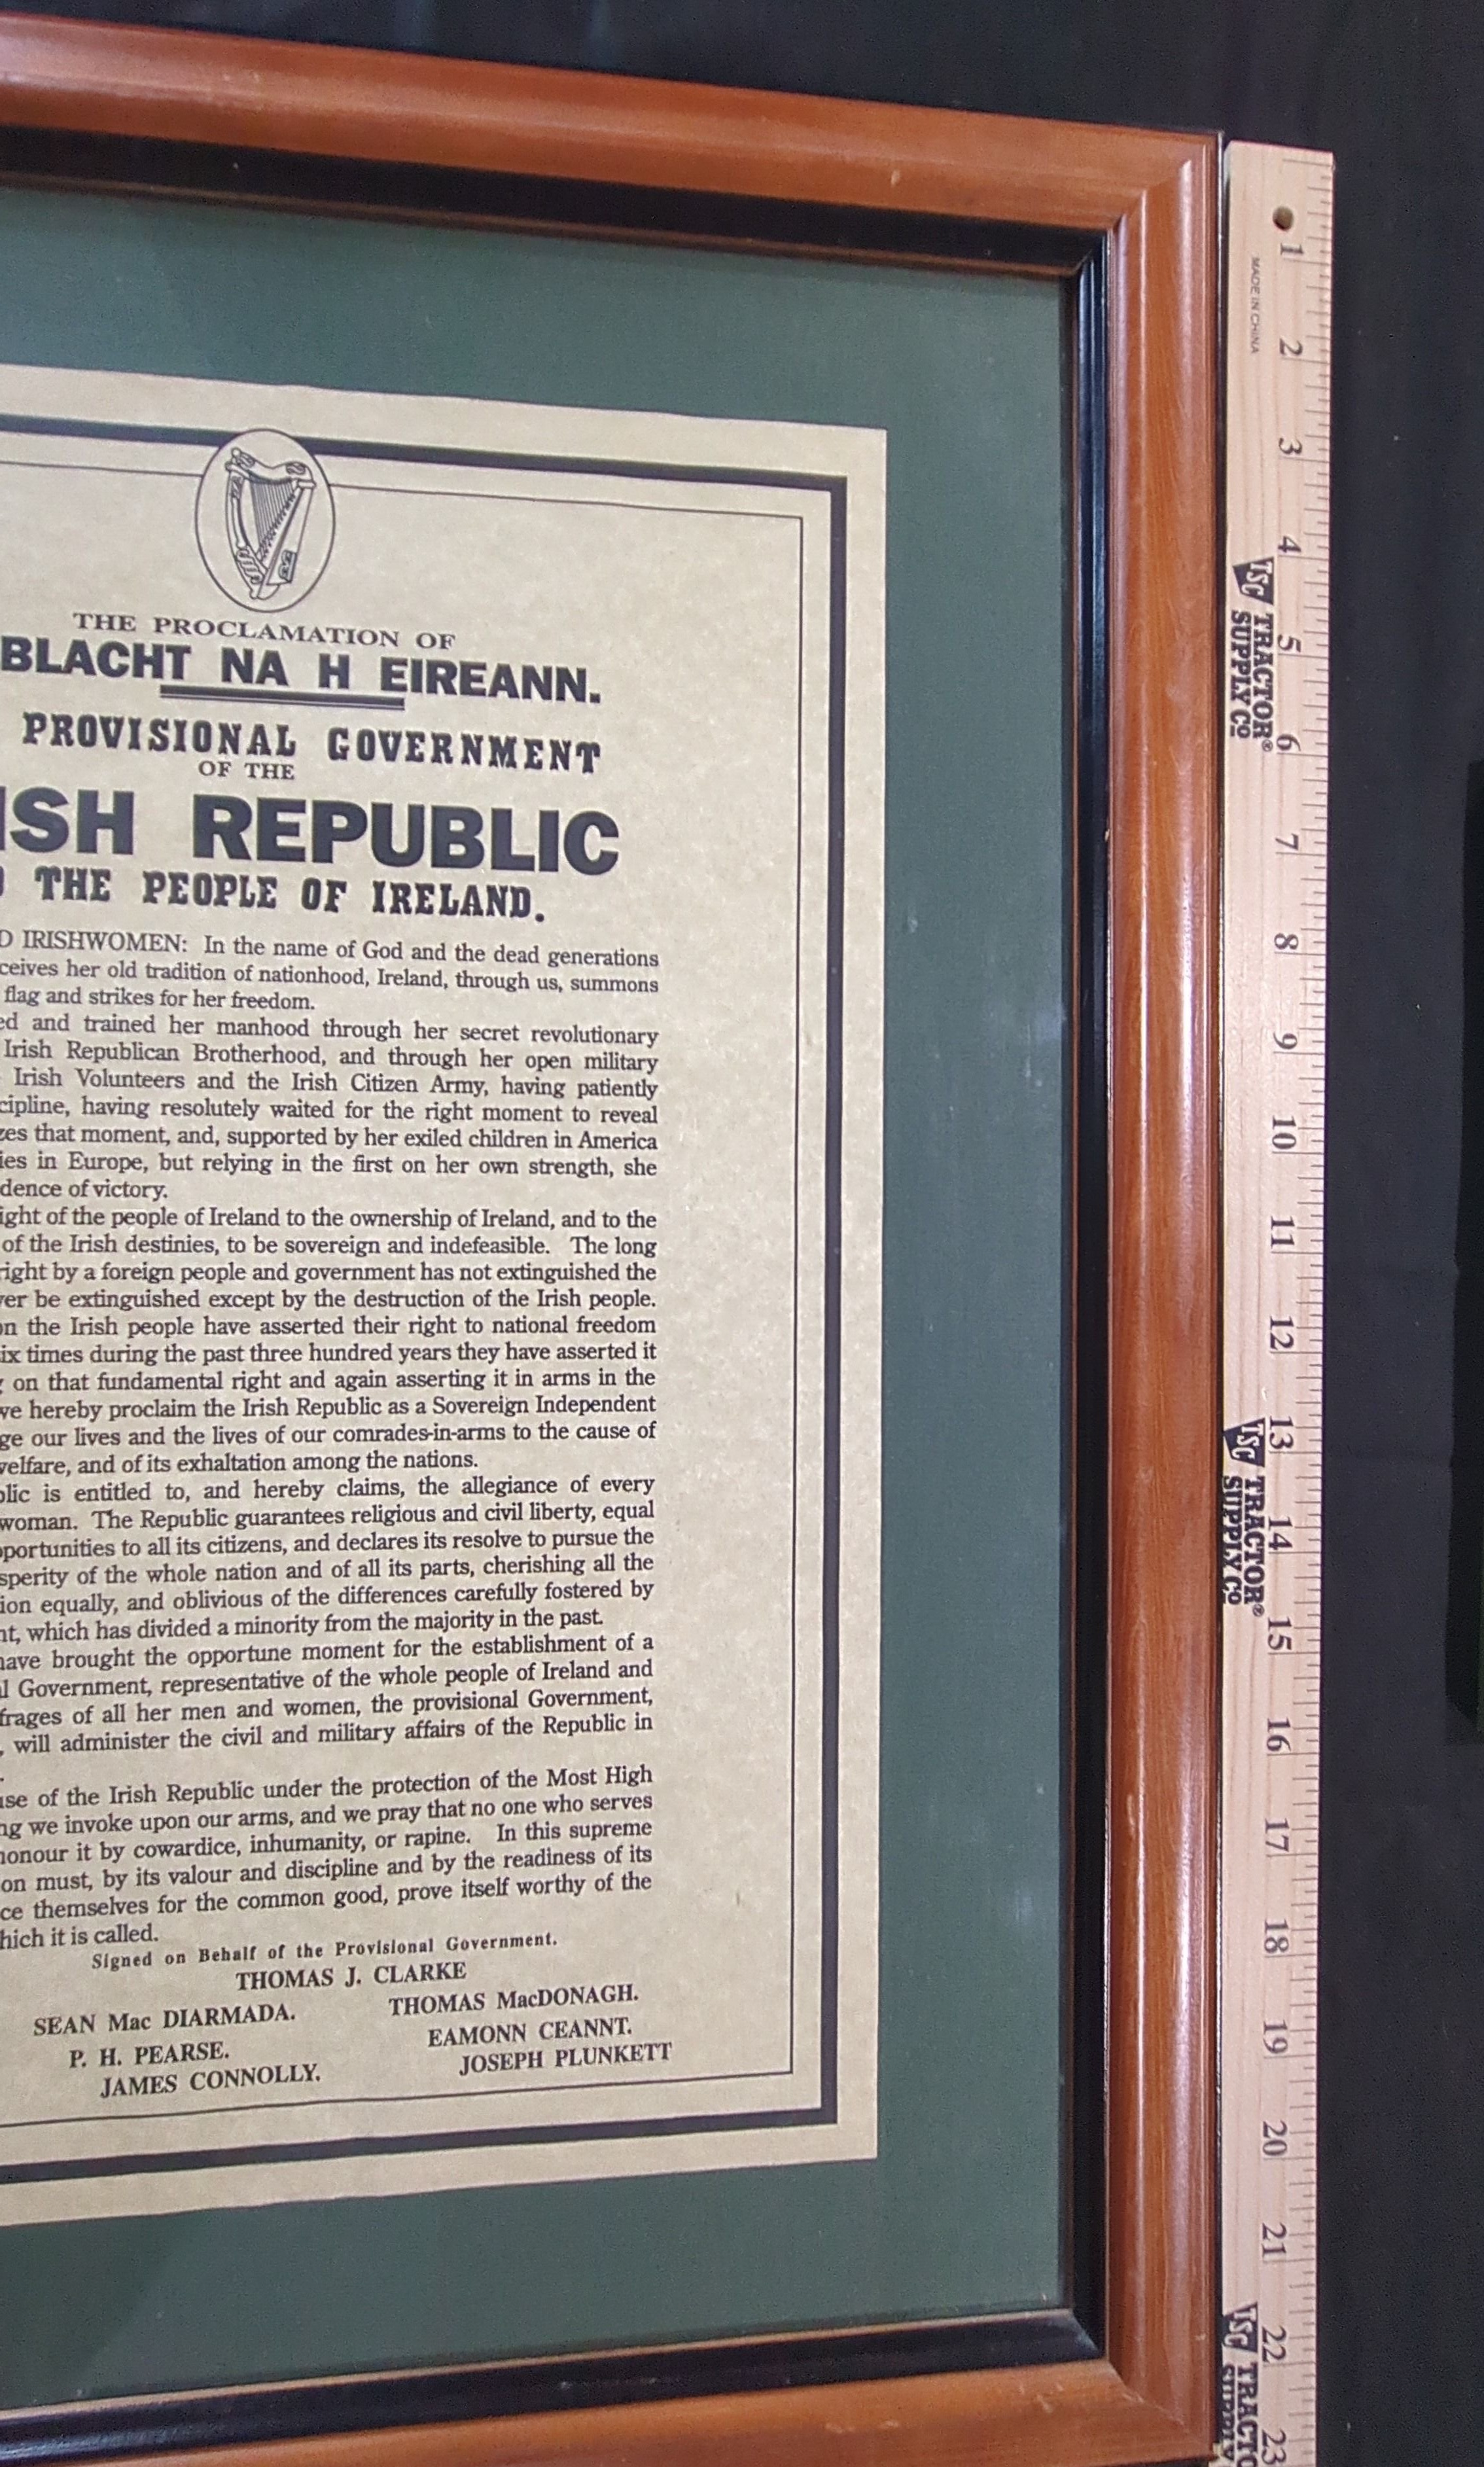 THE PROCLAMATION OF
BLACHT NA H EIREANN.
PROVISIONAL GOVERNMENT
OF THE
ISH REPUBLIC
THE PEOPLE OF IRELAND.
D IRISHWOMEN: In the name of God and the dead generations
ceives her old tradition of nationhood, Ireland, through us, summons
flag and strikes for her freedom.
ed and trained her manhood through her secret revolutionary
Irish Republican Brotherhood, and through her open military
Irish Volunteers and the Irish Citizen Army, having patiently
cipline, having resolutely waited for the right moment to reveal
zes that moment, and, supported by her exiled children in America
ies in Europe, but relying in the first on her own strength, she
dence of victory.
ight of the people of Ireland to the ownership of Ireland, and to the
of the Irish destinies, to be sovereign and indefeasible. The long
right by a foreign people and government has not extinguished the
ver be extinguished except by the destruction of the Irish people.
on the Irish people have asserted their right to national freedom
ix times during the past three hundred years they have asserted it
g on that fundamental right and again asserting it in arms in the
we hereby proclaim the Irish Republic as a Sovereign Independent
ge our lives and the lives of our comrades-in-arms to the cause of
welfare, and of its exhaltation among the nations.
blic is entitled to, and hereby claims, the allegiance of every
woman. The Republic guarantees religious and civil liberty, equal
pportunities to all its citizens, and declares its resolve to pursue the
sperity of the whole nation and of all its parts, cherishing all the
ion equally, and oblivious of the differences carefully fostered by
nt, which has divided a minority from the majority in the past.
have brought the opportune moment for the establishment of a
l Government, representative of the whole people of Ireland and
frages of all her men and women, the provisional Government,
, will administer the civil and military affairs of the Republic in
.
use of the Irish Republic under the protection of the Most High
ng we invoke upon our arms, and we pray that no one who serves
honour it by cowardice, inhumanity, or rapine. In this supreme
on must, by its valour and discipline and by the readiness of its
ce themselves for the common good, prove itself worthy of the
hich it is called.
Signed on Behalf of the Provisional Government.
THOMAS J. CLARKE
SEAN Mac DIARMADA. THOMAS MacDONAGH.
P. H. PEARSE. EAMONN CEANNT.
JAMES CONNOLLY. JOSEPH PLUNKETT
1 2 3 4 5 6 7 8 9 10 11 12 13 14 15 16 17 18 19 20 21 22 23
MADE IN CHINA
TSC TRACTOR®
SUPPLY CO
TSC TRACTOR®
SUPPLY CO
TSC TRACTO
SUPPLY